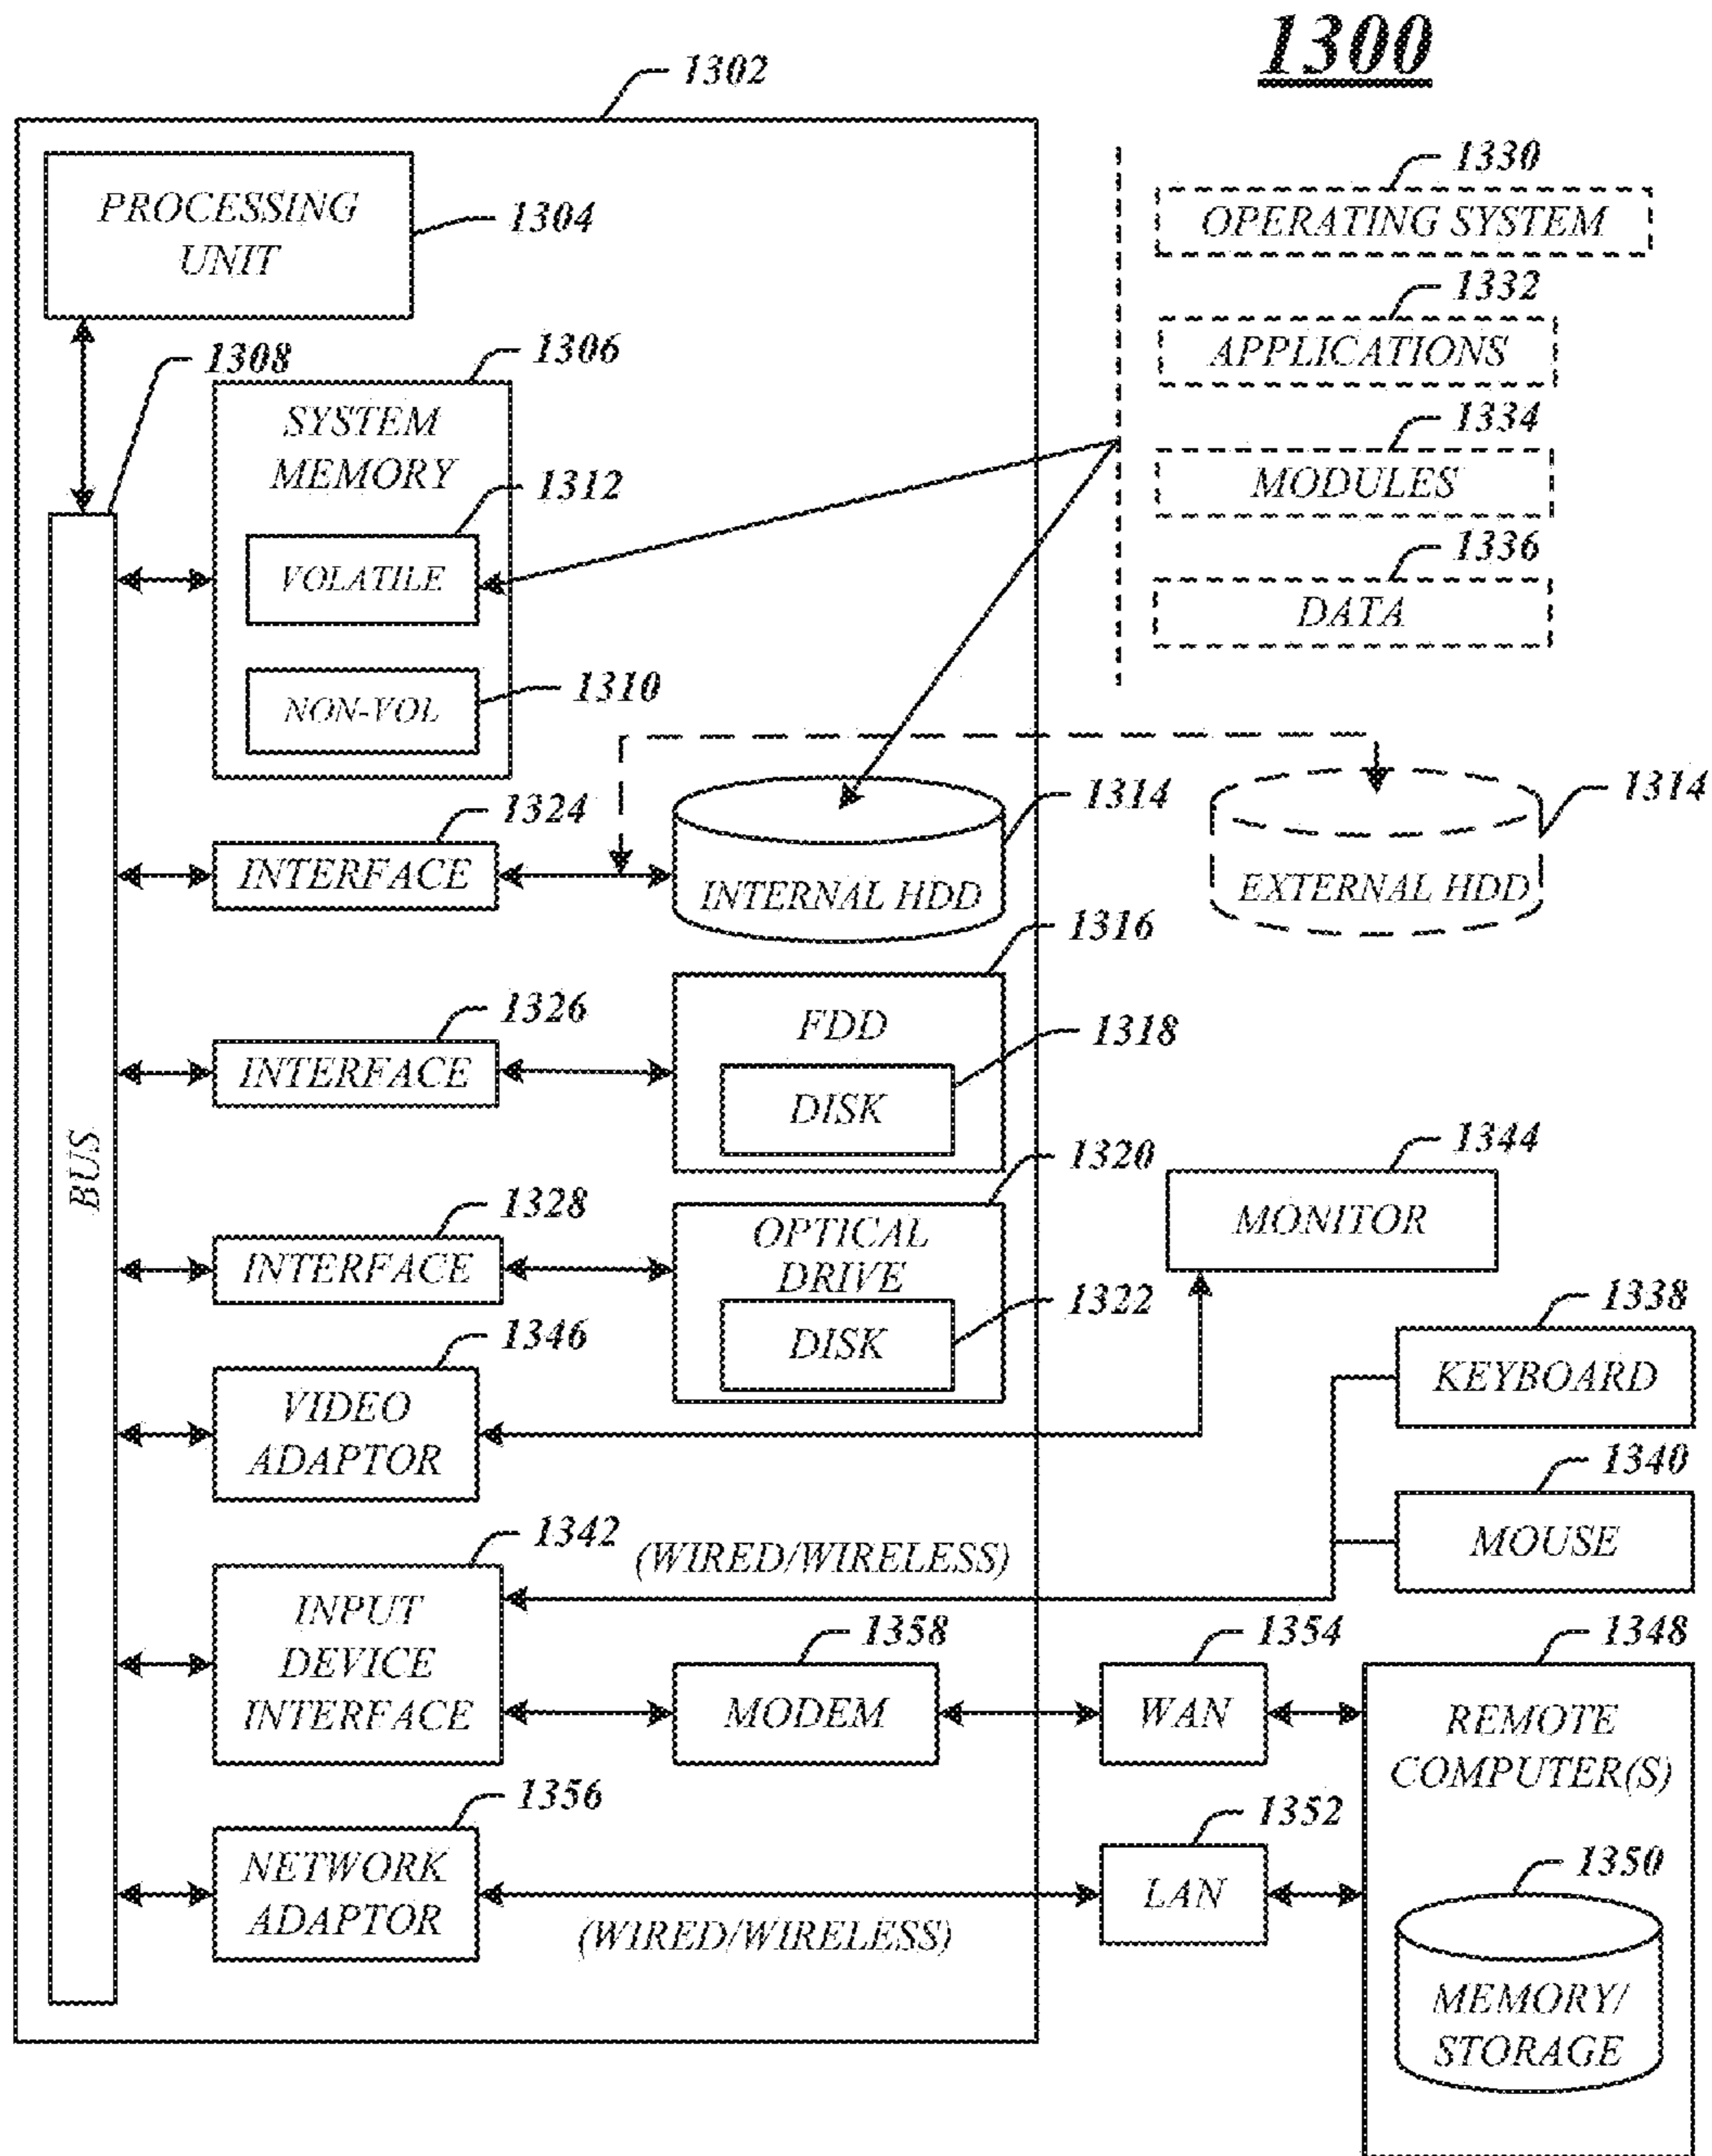 1300
1302
PROCESSING
UNIT
1304
1330
OPERATING SYSTEM
1332
APPLICATIONS
1334
MODULES
1336
DATA
1308
1306
SYSTEM
MEMORY
1312
VOLATILE
1310
NON-VOL
BUS
1324
INTERFACE
1314
INTERNAL HDD
1314
EXTERNAL HDD
1326
INTERFACE
1316
FDD
1318
DISK
1328
INTERFACE
1320
OPTICAL
DRIVE
1322
DISK
1344
MONITOR
1346
VIDEO
ADAPTOR
1338
KEYBOARD
1340
MOUSE
1342
INPUT
DEVICE
INTERFACE
(WIRED/WIRELESS)
1358
MODEM
1354
WAN
1348
REMOTE
COMPUTER(S)
1356
NETWORK
ADAPTOR
(WIRED/WIRELESS)
1352
LAN
1350
MEMORY/
STORAGE